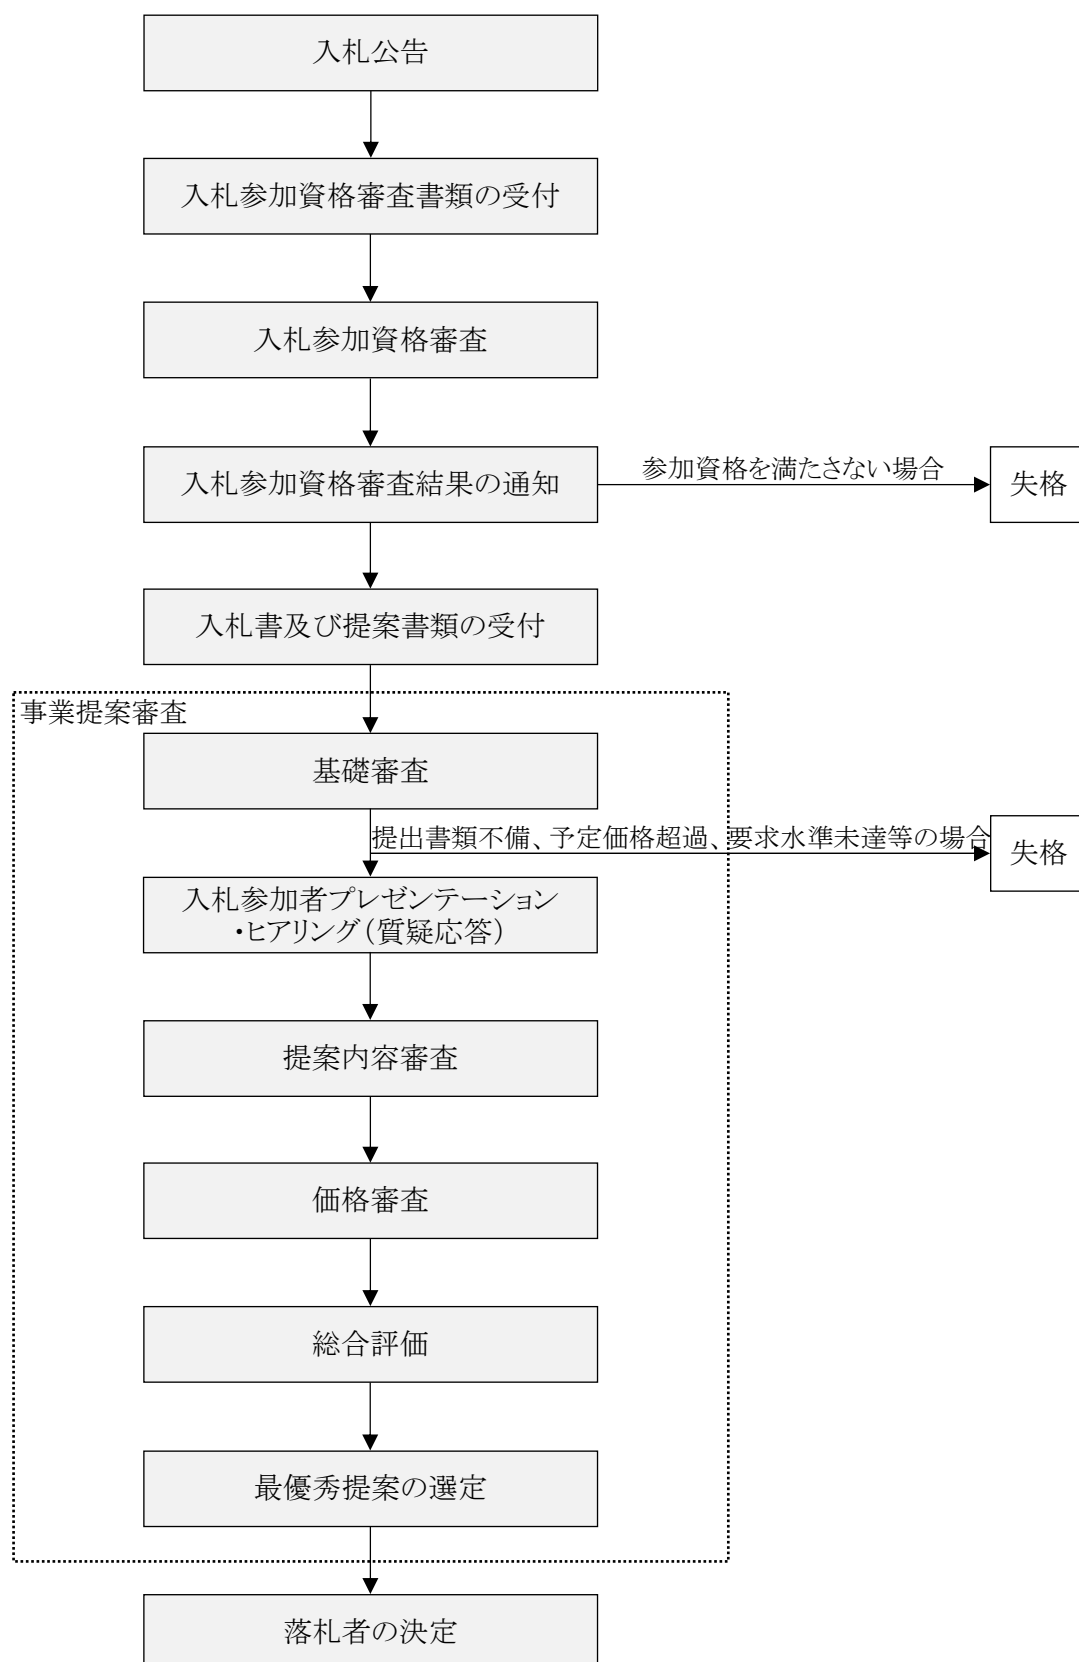 入札公告
入札参加資格審査書類の受付
入札参加資格審査
入札参加資格審査結果の通知
参加資格を満たさない場合
失格
入札書及び提案書類の受付
事業提案審査
基礎審査
提出書類不備、予定価格超過、要求水準未達等の場合
失格
入札参加者プレゼンテーション
・ヒアリング（質疑応答）
提案内容審査
価格審査
総合評価
最優秀提案の選定
落札者の決定